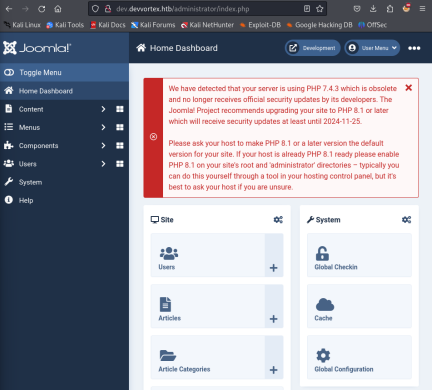 dev.devvortex.htb/administrator/index.php
Kali Linux Kali Tools Kali Docs Kali Forums Kali NetHunter Exploit-DB Google Hacking DB OffSec
Joomla!
Home Dashboard
Development
User Menu
Toggle Menu
Home Dashboard
Content
Menus
Components
Users
System
Help
We have detected that your server is using PHP 7.4.3 which is obsolete
and no longer receives official security updates by its developers. The
Joomla! Project recommends upgrading your site to PHP 8.1 or later
which will receive security updates at least until 2024-11-25.
Please ask your host to make PHP 8.1 or a later version the default
version for your site. If your host is already PHP 8.1 ready please enable
PHP 8.1 on your site's root and 'administrator' directories – typically you
can do this yourself through a tool in your hosting control panel, but it's
best to ask your host if you are unsure.
Site
Users
Articles
Article Categories
System
Global Checkin
Cache
Global Configuration